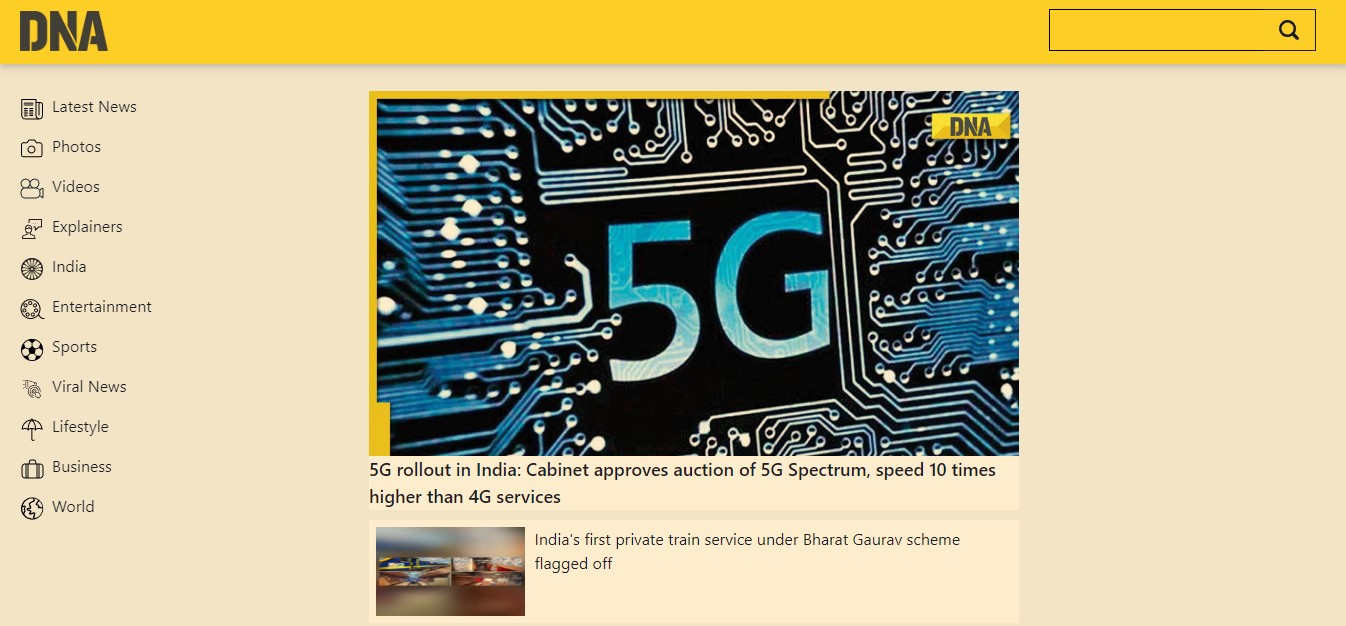 DNA
Latest News
Photos
Videos
Explainers
India
Entertainment
Sports
Viral News
Lifestyle
Business
World
DNA
5G
5G rollout in India: Cabinet approves auction of 5G Spectrum, speed 10 times
higher than 4G services
India's first private train service under Bharat Gaurav scheme
flagged off